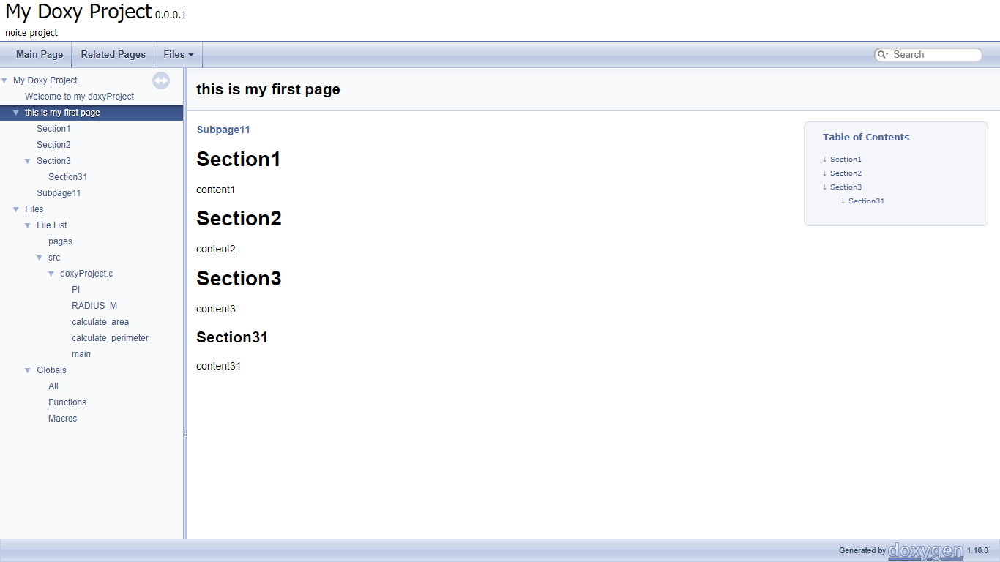 My Doxy Project 0.0.0.1
noice project
Main Page Related Pages Files Search
My Doxy Project
Welcome to my doxyProject
this is my first page
Section1
Section2
Section3
Section31
Subpage11
Files
File List
pages
src
doxyProject.c
PI
RADIUS_M
calculate_area
calculate_perimeter
main
Globals
All
Functions
Macros
this is my first page
Subpage11
Section1
content1
Section2
content2
Section3
content3
Section31
content31
Table of Contents
↓ Section1
↓ Section2
↓ Section3
↓ Section31
Generated by doxygen 1.10.0